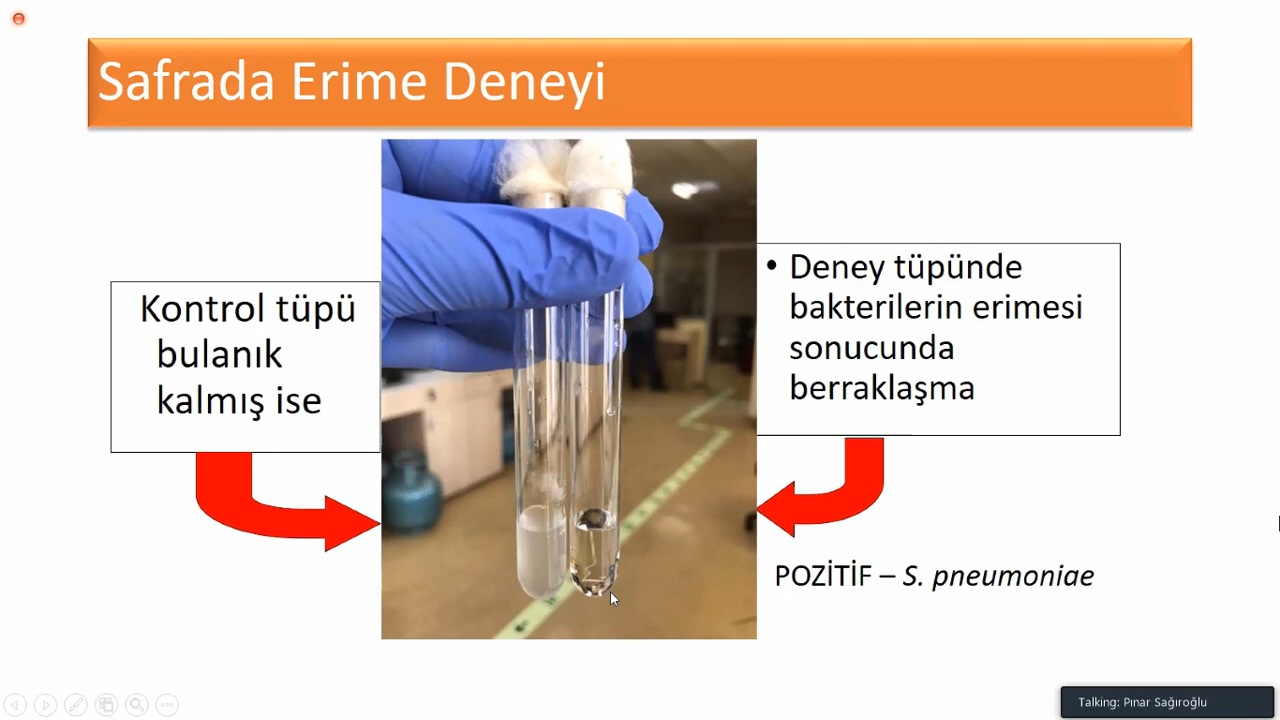 Safrada Erime Deneyi
Kontrol tüpü
bulanık
kalmış ise
• Deney tüpünde
bakterilerin erimesi
sonucunda
berraklaşma
POZİTİF – S. pneumoniae
Talking: Pınar Sağıroğlu